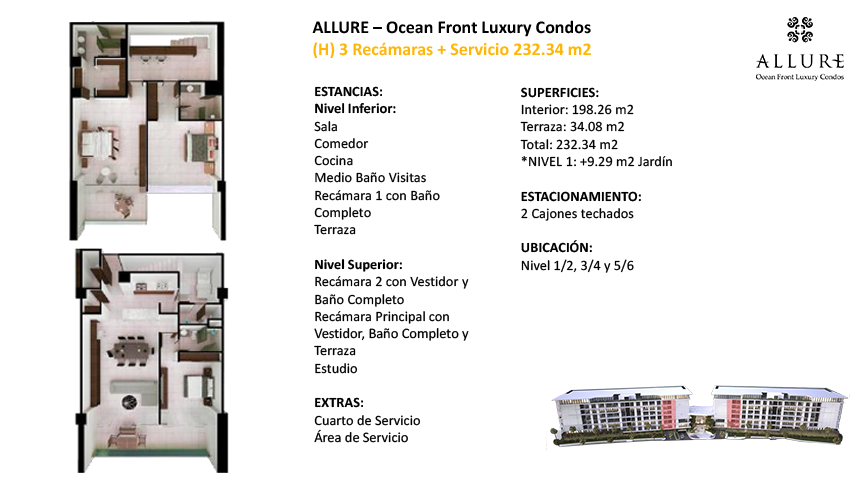 ALLURE – Ocean Front Luxury Condos
(H) 3 Recámaras + Servicio 232.34 m2
ALLURE
Ocean Front Luxury Condos
ESTANCIAS:
Nivel Inferior:
Sala
Comedor
Cocina
Medio Baño Visitas
Recámara 1 con Baño
Completo
Terraza
Nivel Superior:
Recámara 2 con Vestidor y
Baño Completo
Recámara Principal con
Vestidor, Baño Completo y
Terraza
Estudio
EXTRAS:
Cuarto de Servicio
Área de Servicio
SUPERFICIES:
Interior: 198.26 m2
Terraza: 34.08 m2
Total: 232.34 m2
*NIVEL 1: +9.29 m2 Jardín
ESTACIONAMIENTO:
2 Cajones techados
UBICACIÓN:
Nivel 1/2, 3/4 y 5/6